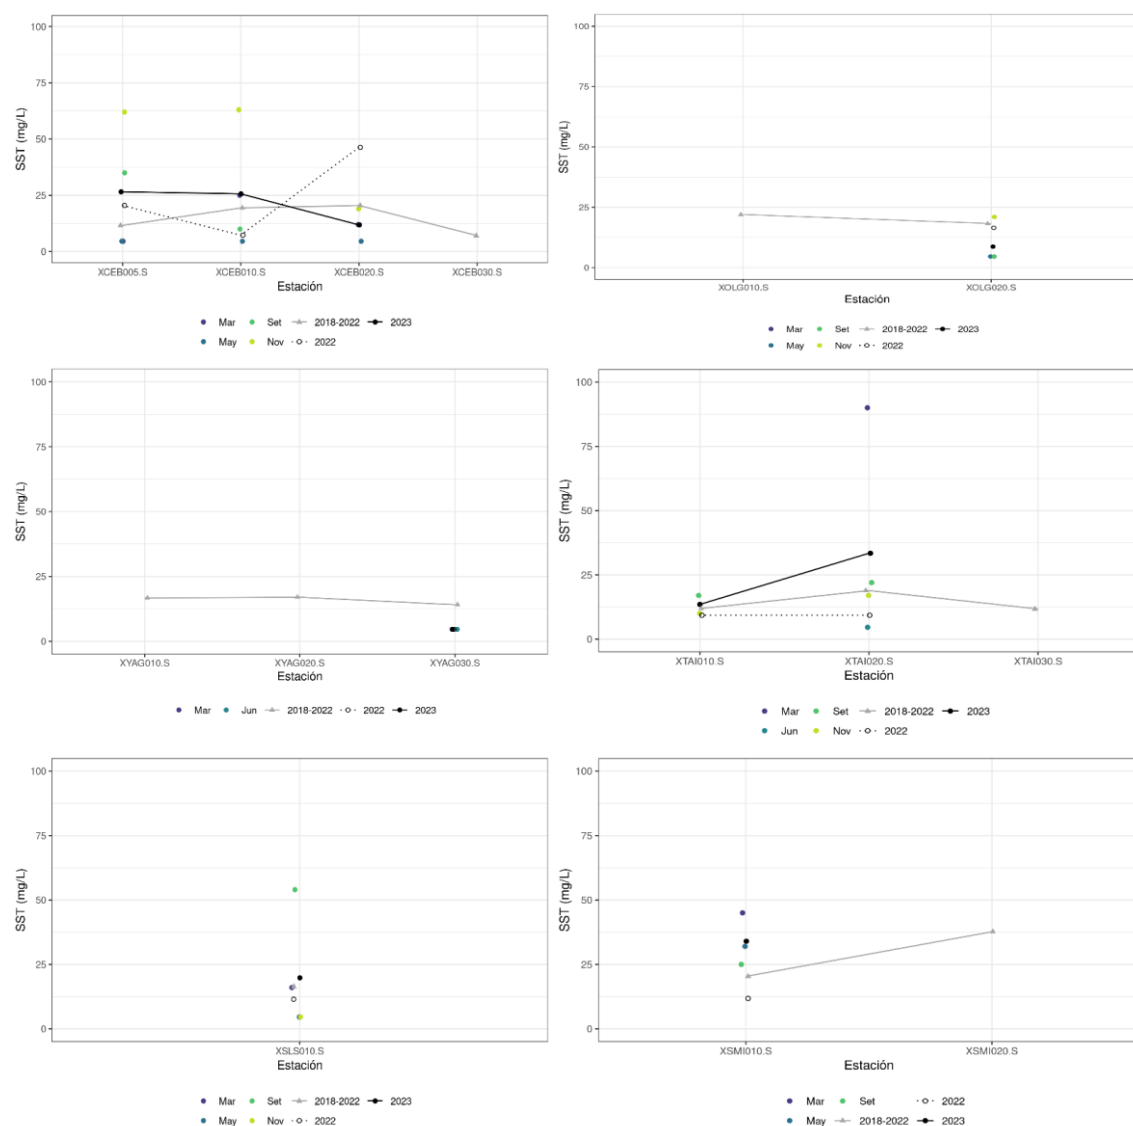 100
75
50
25
0
SST (mg/L)
XCEB005.S XCEB010.S XCEB020.S XCEB030.S
Estación
Mar Set 2018-2022 2023
May Nov 2022
100
75
50
25
0
SST (mg/L)
XOLG010.S XOLG020.S
Estación
Mar Set 2018-2022 2023
May Nov 2022
100
75
50
25
0
SST (mg/L)
XYAG010.S XYAG020.S XYAG030.S
Estación
Mar Jun 2018-2022 2022 2023
100
75
50
25
0
SST (mg/L)
XTAI010.S XTAI020.S XTAI030.S
Estación
Mar Set 2018-2022 2023
Jun Nov 2022
100
75
50
25
0
SST (mg/L)
XSLS010.S
Estación
Mar Set 2018-2022 2023
May Nov 2022
100
75
50
25
0
SST (mg/L)
XSMI010.S XSMI020.S
Estación
Mar Set 2022
May 2018-2022 2023